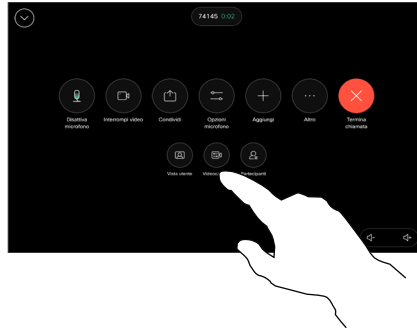 74145 0:02
Disattiva microfono
Interrompi video
Condividi
Opzioni microfono
Aggiungi
Altro
Termina chiamata
Vista utente
Partecipanti